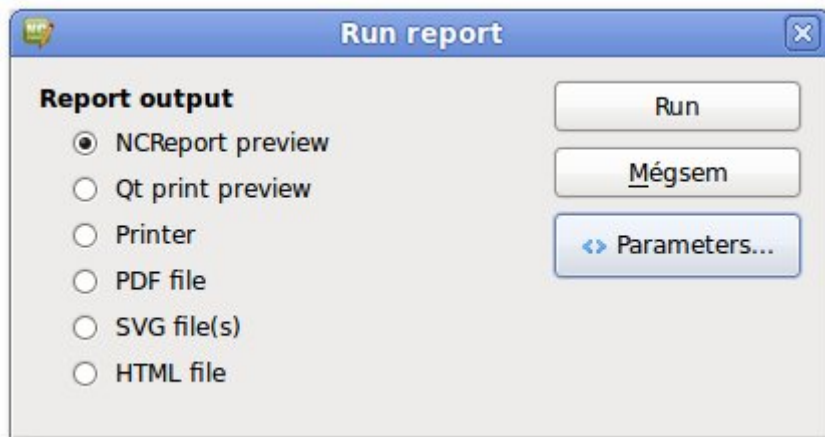 Run report
Report output
NCReport preview
Qt print preview
Printer
PDF file
SVG file(s)
HTML file
Run
Mégsem
<> Parameters...